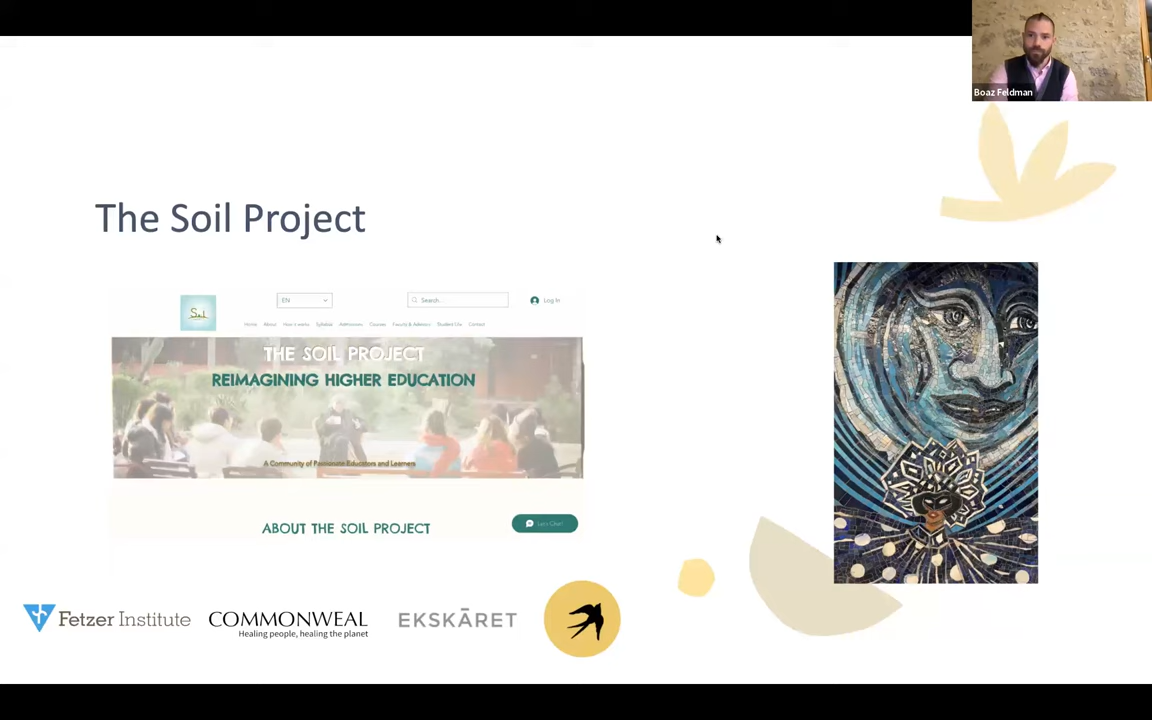 Boaz Feldman
The Soil Project
Soil
EN
Search...
Log In
Home About How it works Syllabus Admissions Courses Faculty & Advisors Student Life Contact
THE SOIL PROJECT
REIMAGINING HIGHER EDUCATION
A Community of Passionate Educators and Learners
ABOUT THE SOIL PROJECT
Let's Chat!
Fetzer Institute
COMMONWEAL
Healing people, healing the planet
EKSKÄRET